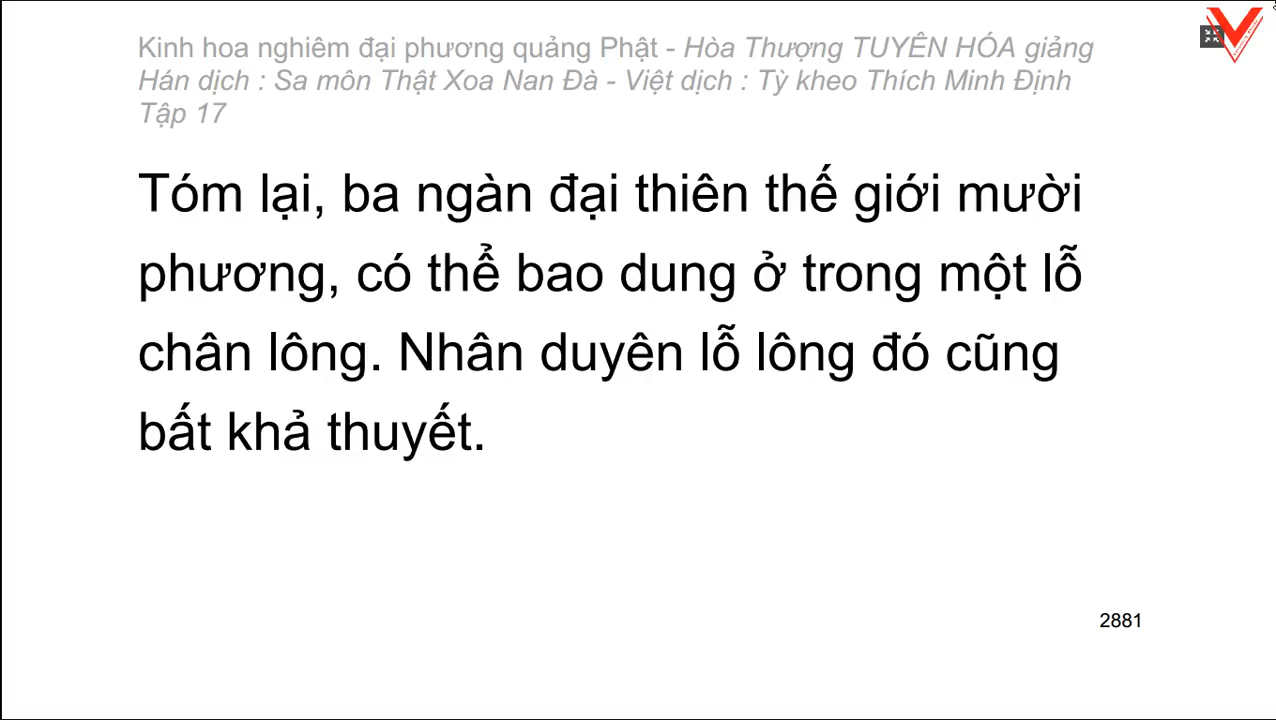 Kinh hoa nghiêm đại phương quảng Phật - Hòa Thượng TUYÊN HÓA giảng
Hán dịch : Sa môn Thật Xoa Nan Đà - Việt dịch : Tỳ kheo Thích Minh Định
Tập 17
Tóm lại, ba ngàn đại thiên thế giới mười
phương, có thể bao dung ở trong một lỗ
chân lông. Nhân duyên lỗ lông đó cũng
bất khả thuyết.
2881